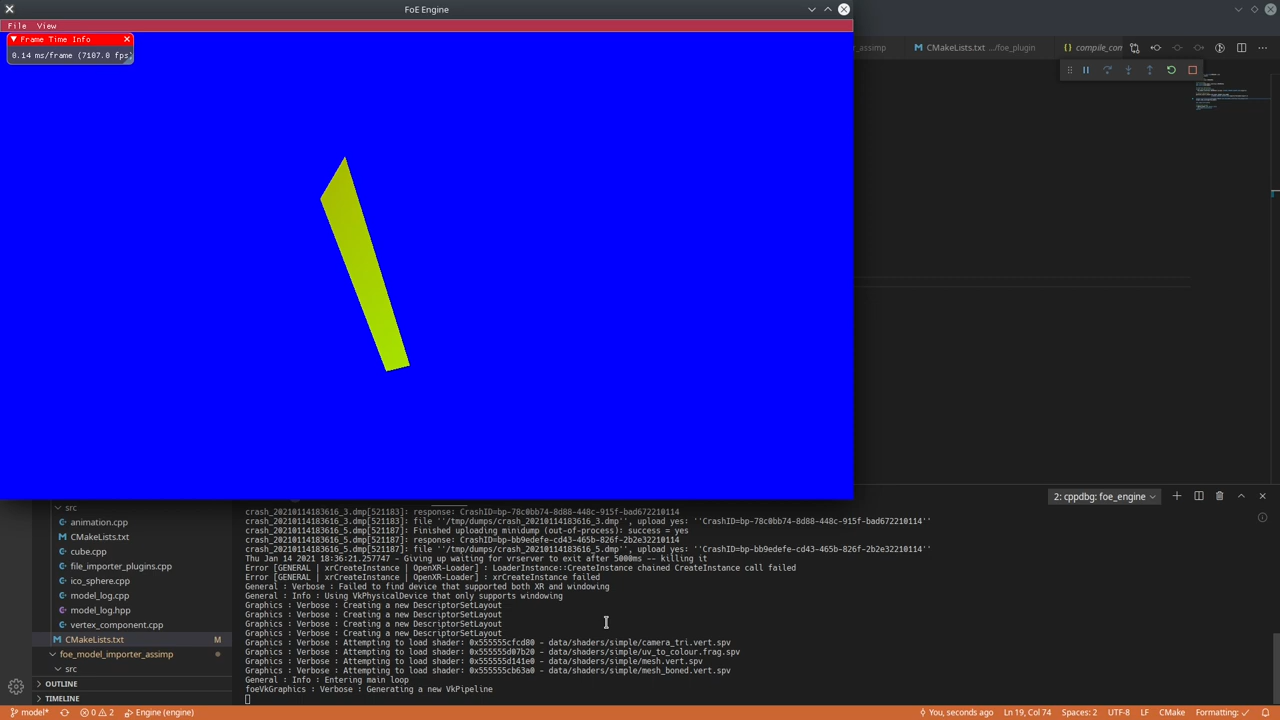 FoE Engine
File View
Frame Time Info
0.14 ms/frame (7107.0 fps)
_assimp
CMakeLists.txt .../foe_plugin
compile_con
2: cppdbg: foe_engine
src
animation.cpp
CMakeLists.txt
cube.cpp
file_importer_plugins.cpp
ico_sphere.cpp
model_log.cpp
model_log.hpp
vertex_component.cpp
CMakeLists.txt M
foe_model_importer_assimp
src
OUTLINE
TIMELINE
crash_20210114183616_3.dmp[521183]: response: CrashID=bp-78c0bb74-8d88-448c-915f-bad672210114
crash_20210114183616_3.dmp[521183]: file ''/tmp/dumps/crash_20210114183616_3.dmp'', upload yes: ''CrashID=bp-78c0bb74-8d88-448c-915f-bad672210114''
crash_20210114183616_5.dmp[521187]: Finished uploading minidump (out-of-process): success = yes
crash_20210114183616_5.dmp[521187]: response: CrashID=bp-bb9edefe-cd43-465b-826f-2b2e32210114
crash_20210114183616_5.dmp[521187]: file ''/tmp/dumps/crash_20210114183616_5.dmp'', upload yes: ''CrashID=bp-bb9edefe-cd43-465b-826f-2b2e32210114''
Thu Jan 14 2021 18:36:21.257747 - Giving up waiting for vrserver to exit after 5000ms -- killing it
Error [GENERAL | xrCreateInstance | OpenXR-Loader] : LoaderInstance::CreateInstance chained CreateInstance call failed
Error [GENERAL | xrCreateInstance | OpenXR-Loader] : xrCreateInstance failed
General : Verbose : Failed to find device that supported both XR and windowing
General : Info : Using VkPhysicalDevice that only supports windowing
Graphics : Verbose : Creating a new DescriptorSetLayout
Graphics : Verbose : Creating a new DescriptorSetLayout
Graphics : Verbose : Creating a new DescriptorSetLayout
Graphics : Verbose : Creating a new DescriptorSetLayout
Graphics : Verbose : Attempting to load shader: 0x555555cfcd80 - data/shaders/simple/camera_tri.vert.spv
Graphics : Verbose : Attempting to load shader: 0x555555d07b20 - data/shaders/simple/uv_to_colour.frag.spv
Graphics : Verbose : Attempting to load shader: 0x555555d141e0 - data/shaders/simple/mesh.vert.spv
Graphics : Verbose : Attempting to load shader: 0x555555cb63a0 - data/shaders/simple/mesh_boned.vert.spv
General : Info : Entering main loop
foeVkGraphics : Verbose : Generating a new VkPipeline
model* 0 2 Engine (engine) You, seconds ago Ln 19, Col 74 Spaces: 2 UTF-8 LF CMake Formatting: ✓